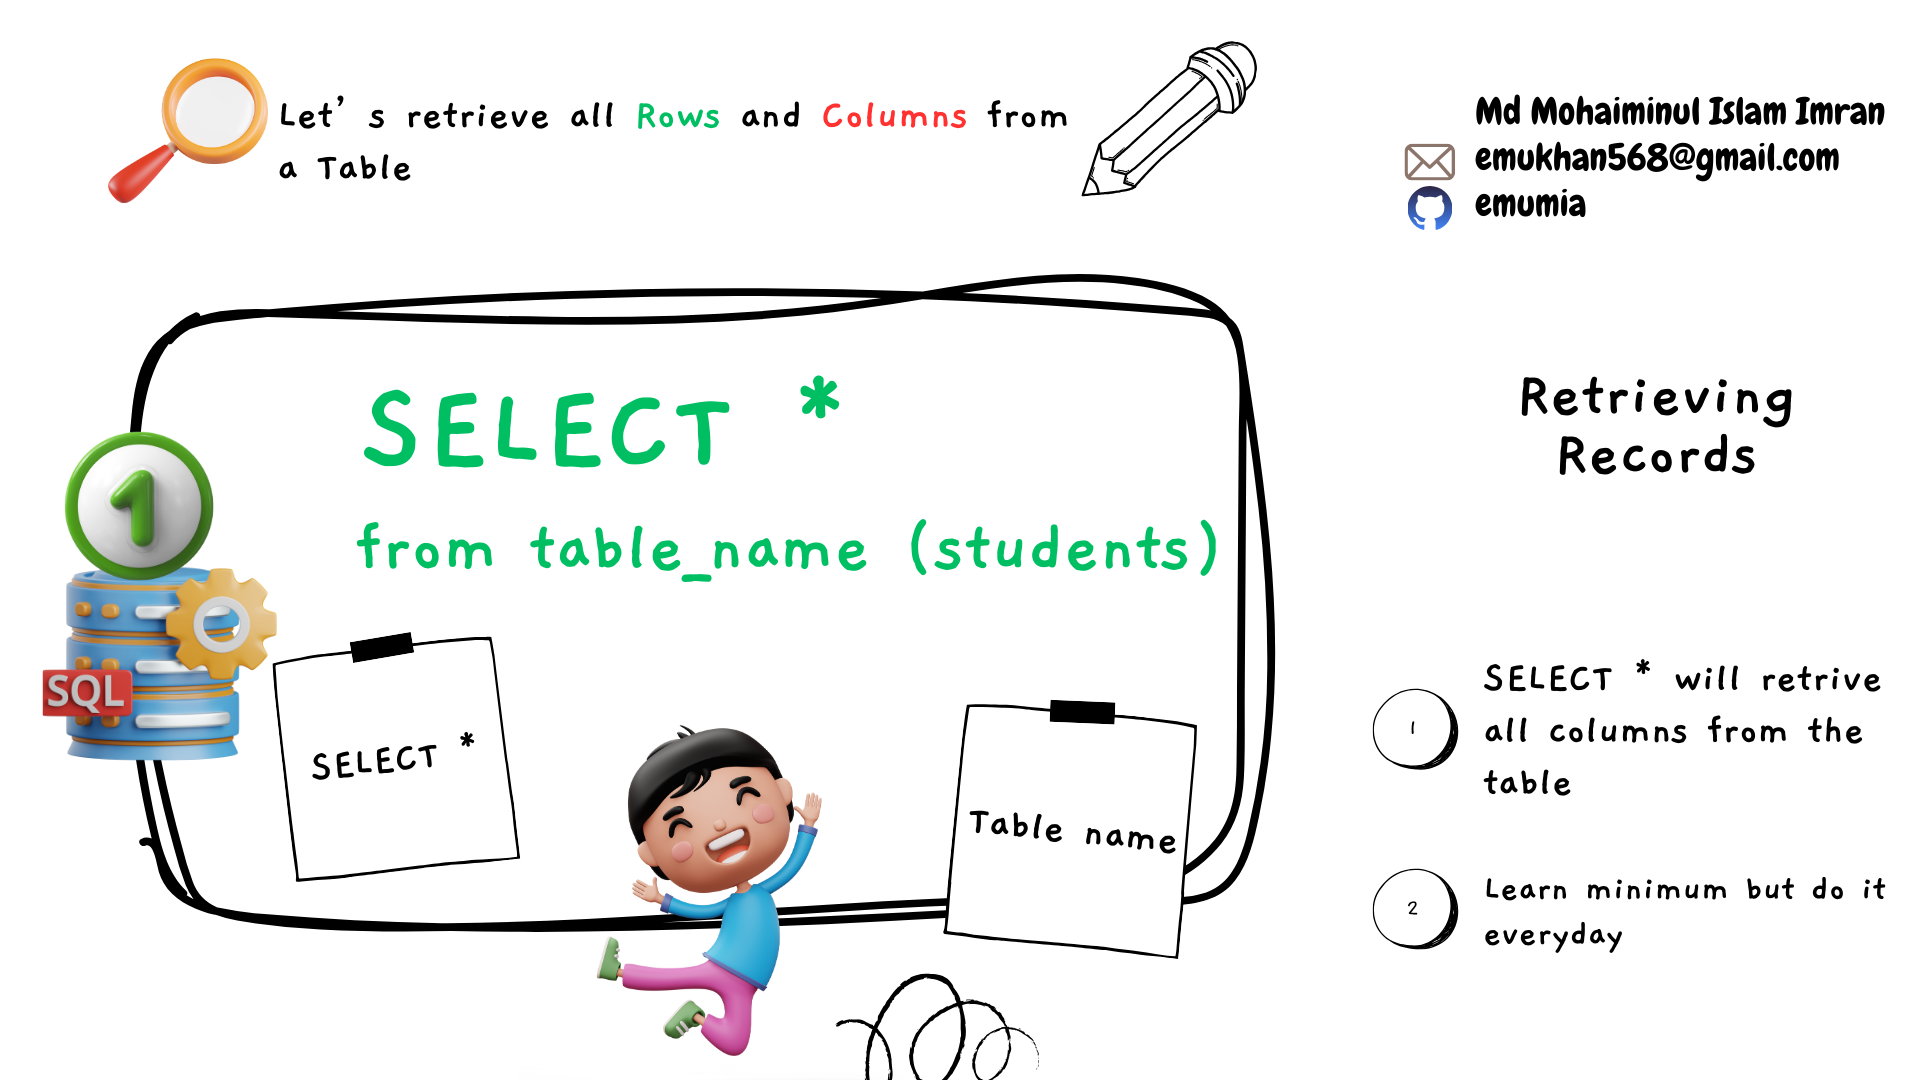 Let's retrieve all Rows and Columns from
a Table
Md Mohaiminul Islam Imran
emukhan568@gmail.com
emumia
SELECT *
from table_name (students)
1
SQL
SELECT *
Table name
Retrieving
Records
1
SELECT * will retrive
all columns from the
table
2
Learn minimum but do it
everyday